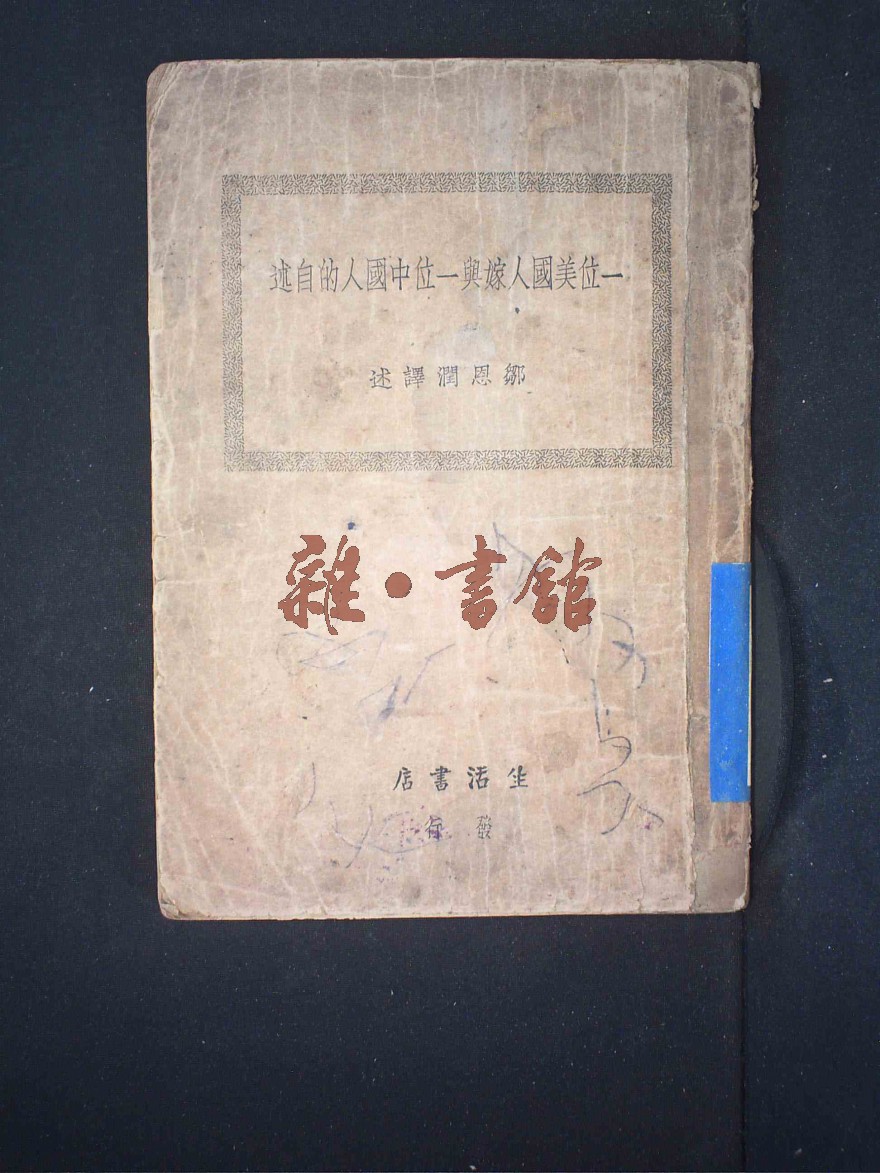 一位美國人嫁與一位中國人的自述
鄒恩潤譯述
雜·書館
生活書店
發行